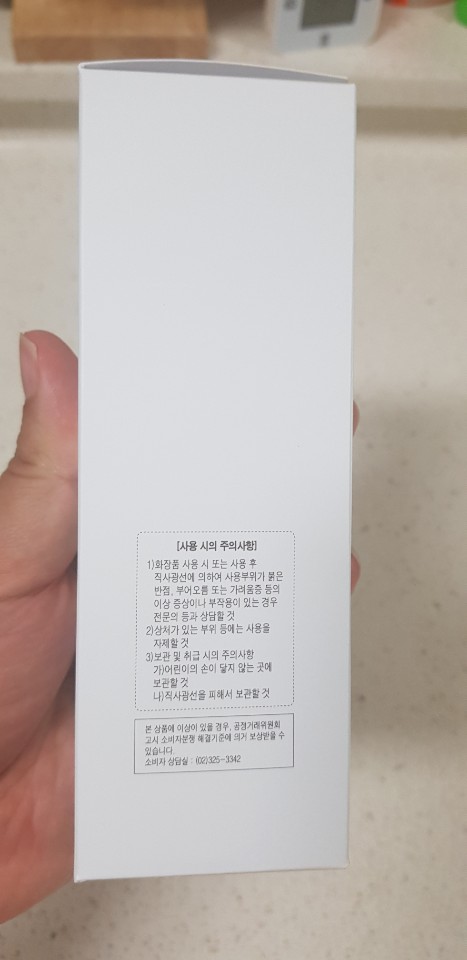 [사용 시의 주의사항]
1)화장품 사용 시 또는 사용 후
직사광선에 의하여 사용부위가 붉은
반점, 부어오름 또는 가려움증 등의
이상 증상이나 부작용이 있는 경우
전문의 등과 상담할 것
2)상처가 있는 부위 등에는 사용을
자제할 것
3)보관 및 취급 시의 주의사항
가)어린이의 손이 닿지 않는 곳에
보관할 것
나)직사광선을 피해서 보관할 것
본 상품에 이상이 있을 경우, 공정거래위원회
고시 소비자분쟁 해결기준에 의거 보상받을 수
있습니다.
소비자 상담실 : (02)325-3342